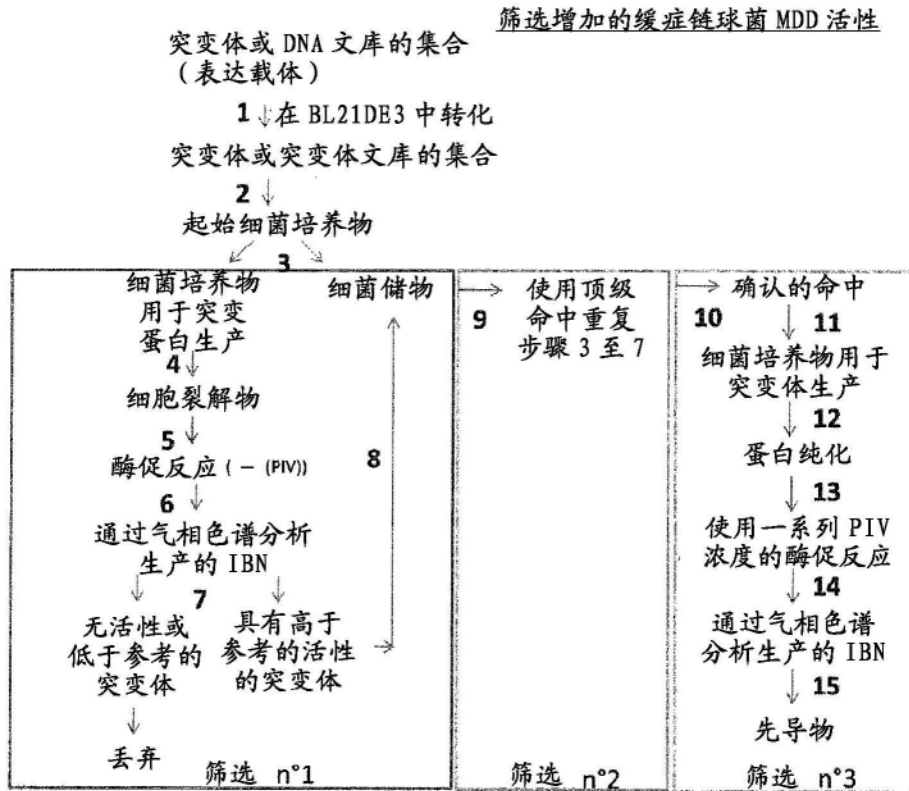 筛选增加的缓症链球菌 MDD 活性
突变体或 DNA 文库的集合
(表达载体)
1 在 BL21DE3 中转化
突变体或突变体文库的集合
2
起始细菌培养物
3
细菌培养物
用于突变
蛋白生产
4
细胞裂解物
5
酶促反应 (－ (PIV))
6
通过气相色谱分析
生产的 IBN
7
无活性或
低于参考的
突变体
丢弃
具有高于
参考的活性
的突变体
8
细菌储物
筛选 n°1
9
使用顶级
命中重复
步骤 3 至 7
筛选 n°2
10
确认的命中
11
细菌培养物用于
突变体生产
12
蛋白纯化
13
使用一系列 PIV
浓度的酶促反应
14
通过气相色谱
分析生产的 IBN
15
先导物
筛选 n°3